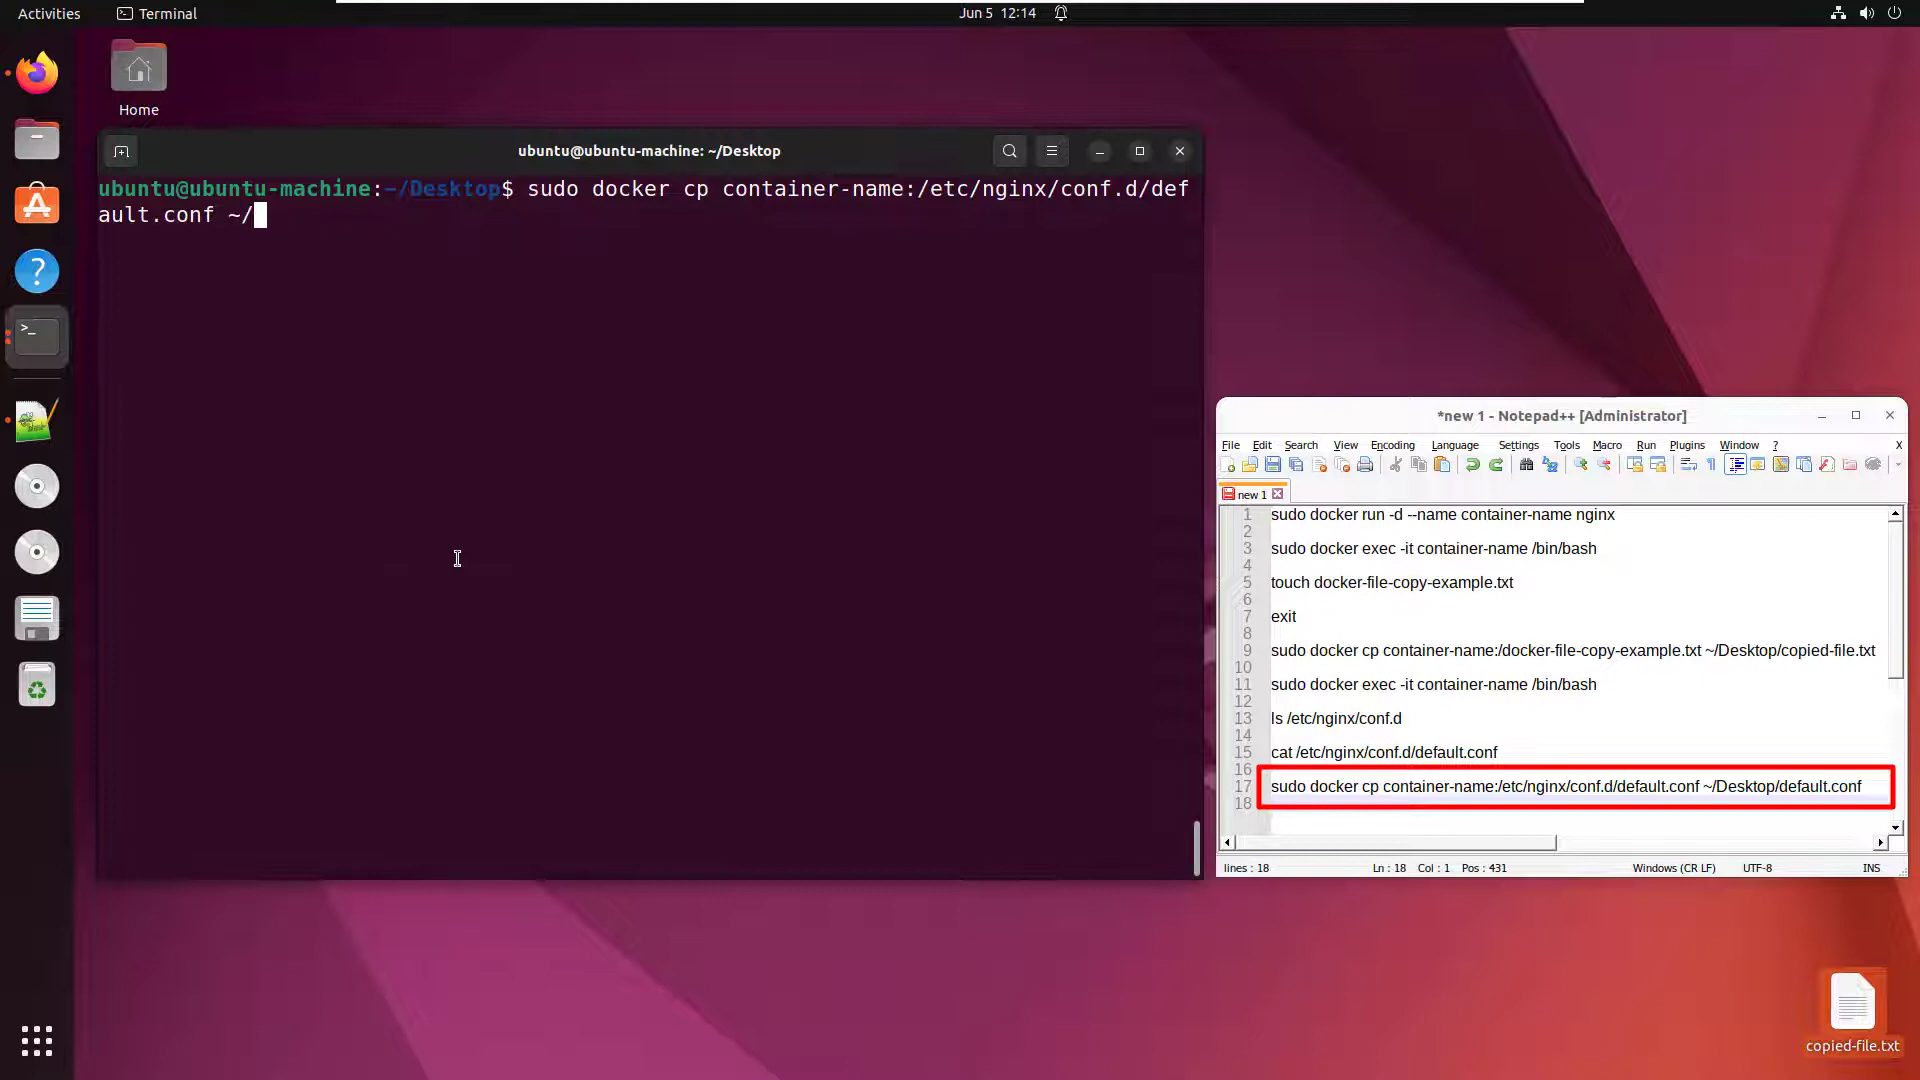 Activities
Terminal
Jun 5 12:14
Home
ubuntu@ubuntu-machine: ~/Desktop
ubuntu@ubuntu-machine:~/Desktop$ sudo docker cp container-name:/etc/nginx/conf.d/def
ault.conf ~/
*new 1 - Notepad++ [Administrator]
File Edit Search View Encoding Language Settings Tools Macro Run Plugins Window ? X
new 1
1 sudo docker run -d --name container-name nginx
2
3 sudo docker exec -it container-name /bin/bash
4
5 touch docker-file-copy-example.txt
6
7 exit
8
9 sudo docker cp container-name:/docker-file-copy-example.txt ~/Desktop/copied-file.txt
10
11 sudo docker exec -it container-name /bin/bash
12
13 ls /etc/nginx/conf.d
14
15 cat /etc/nginx/conf.d/default.conf
16
17 sudo docker cp container-name:/etc/nginx/conf.d/default.conf ~/Desktop/default.conf
18
lines : 18 Ln : 18 Col : 1 Pos : 431 Windows (CR LF) UTF-8 INS
copied-file.txt